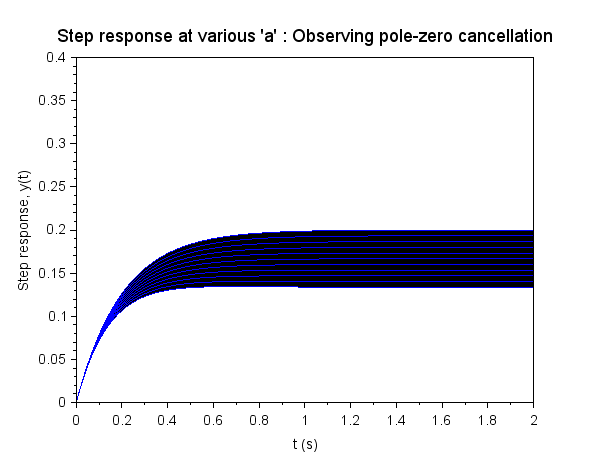 Step response at various 'a' : Observing pole-zero cancellation
0.4
0.35
0.3
0.25
0.2
0.15
0.1
0.05
0
Step response, y(t)
0 0.2 0.4 0.6 0.8 1 1.2 1.4 1.6 1.8 2
t (s)